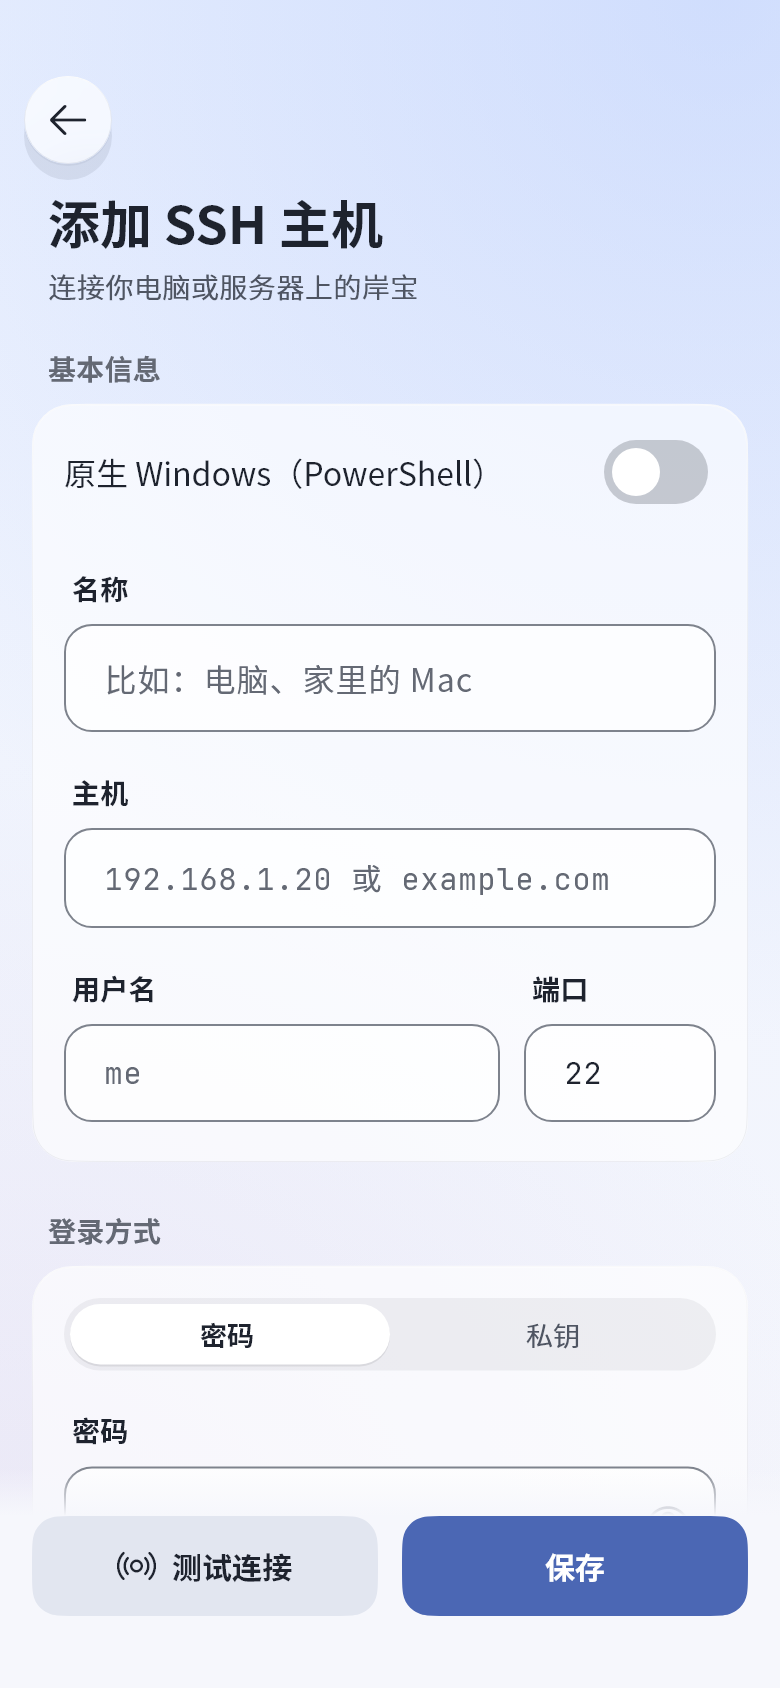 添加 SSH 主机
连接你电脑或服务器上的岸宝
基本信息
原生 Windows（PowerShell）
名称
比如：电脑、家里的 Mac
主机
192.168.1.20 或 example.com
用户名
端口
me
22
登录方式
密码
私钥
密码
测试连接
保存